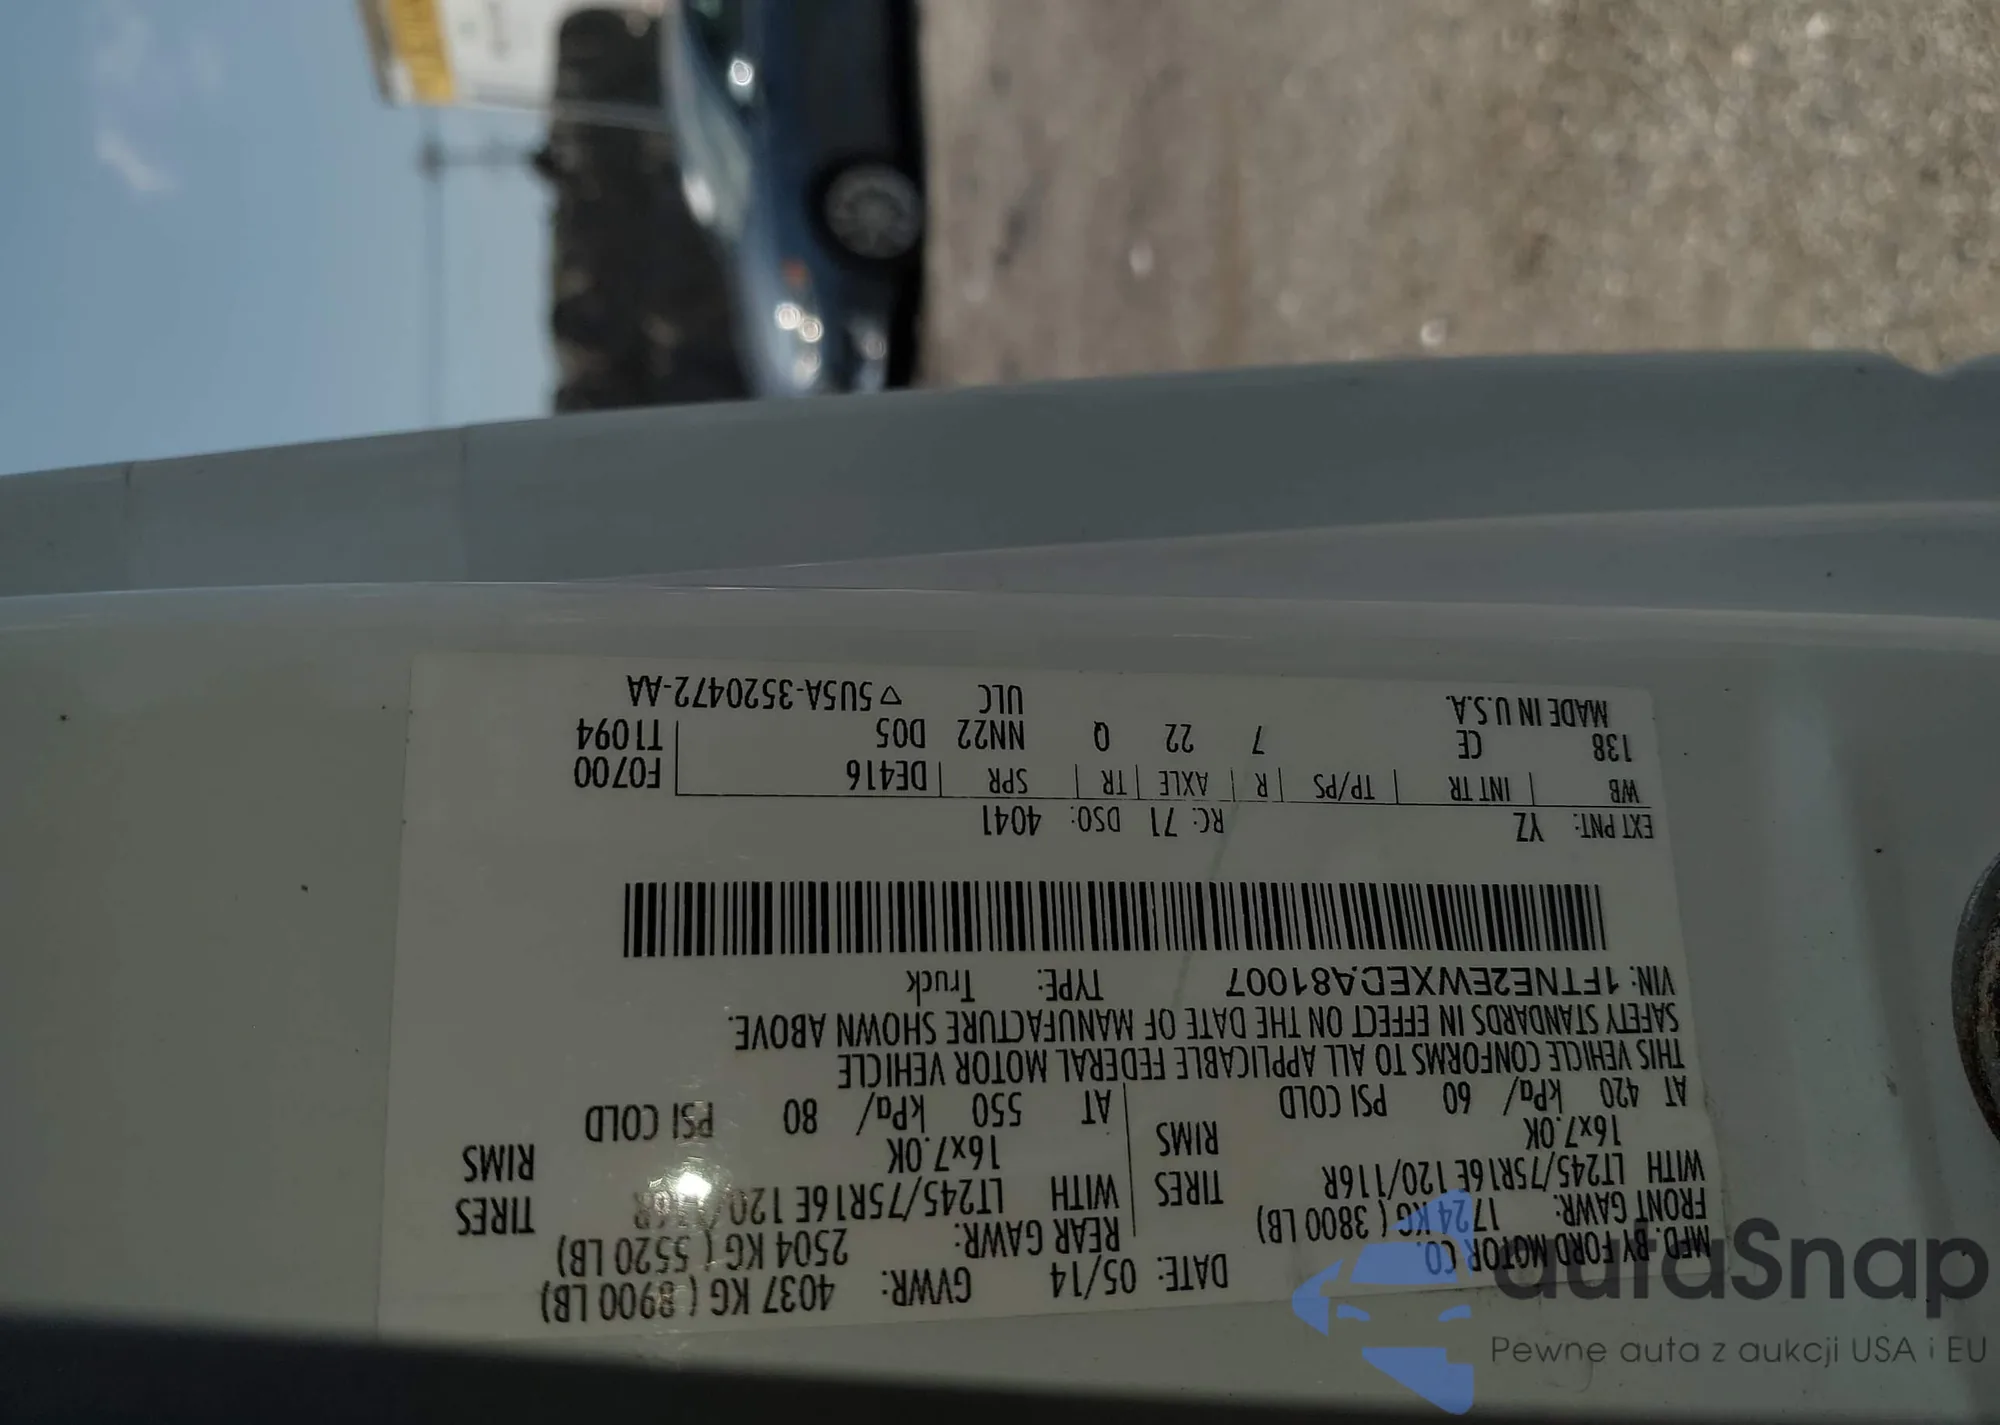 MFD. BY FORD MOTOR CO.
DATE: 05/14 GVWR: 4037 KG ( 8900 LB)
FRONT GAWR: 1724 KG ( 3800 LB) REAR GAWR: 2504 KG ( 5520 LB)
WITH LT245/75R16E 120/116R TIRES WITH LT245/75R16E 120/116R TIRES
16x7.0K RIMS 16x7.0K RIMS
AT 420 kPa/ 60 PSI COLD AT 550 kPa/ 80 PSI COLD
THIS VEHICLE CONFORMS TO ALL APPLICABLE FEDERAL MOTOR VEHICLE
SAFETY STANDARDS IN EFFECT ON THE DATE OF MANUFACTURE SHOWN ABOVE.
VIN: 1FTNE2EWXEDA81007 TYPE: Truck
EXT PNT: YZ RC: 71 DSO: 4041
WB | INT TR | TP/PS | R | AXLE | TR | SPR | DE416 F0700
138 CE 7 22 Q NN22 D05 T1094
MADE IN U.S.A. ULC ▽ 5U5A-3520472-AA
autaSnap
Pewne auta z aukcji USA i EU